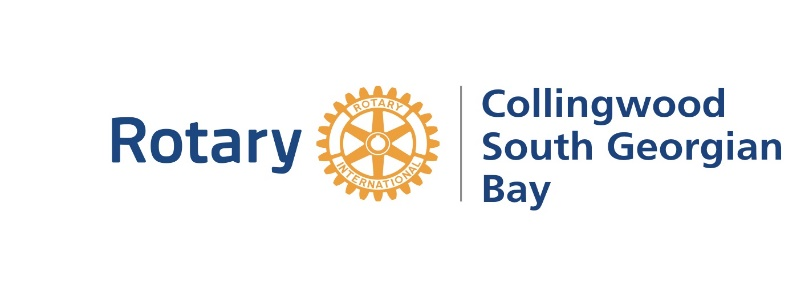 Rotary
ROTARY
INTERNATIONAL
Collingwood
South Georgian
Bay